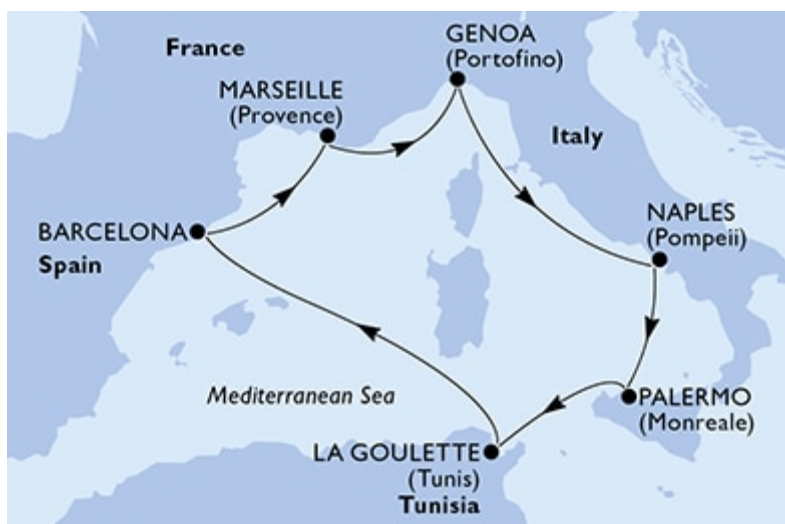 France
GENOA
(Portofino)
MARSEILLE
(Provence)
Italy
NAPLES
(Pompeii)
BARCELONA
Spain
Mediterranean Sea
PALERMO
(Monreale)
LA GOULETTE
(Tunis)
Tunisia